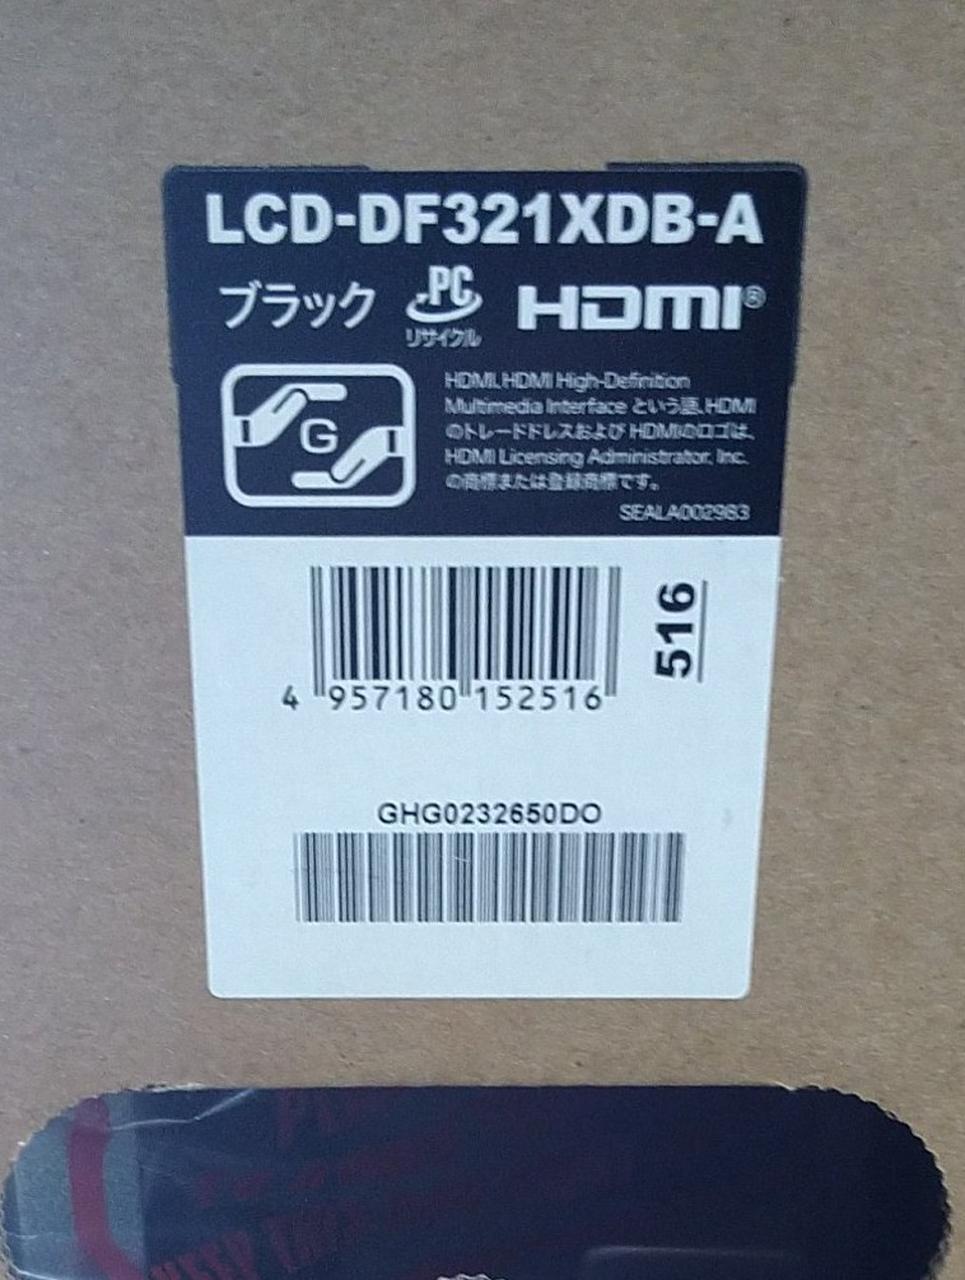 LCD-DF321XDB-A
ブラック PC リサイクル HDMI®
G
HDMI、HDMI High-Definition
Multimedia Interface という語、HDMI
のトレードドレスおよび HDMIのロゴは、
HDMI Licensing Administrator, Inc.
の商標または登録商標です。
SEALA002983
516
4 957180 152516
GHG0232650DO